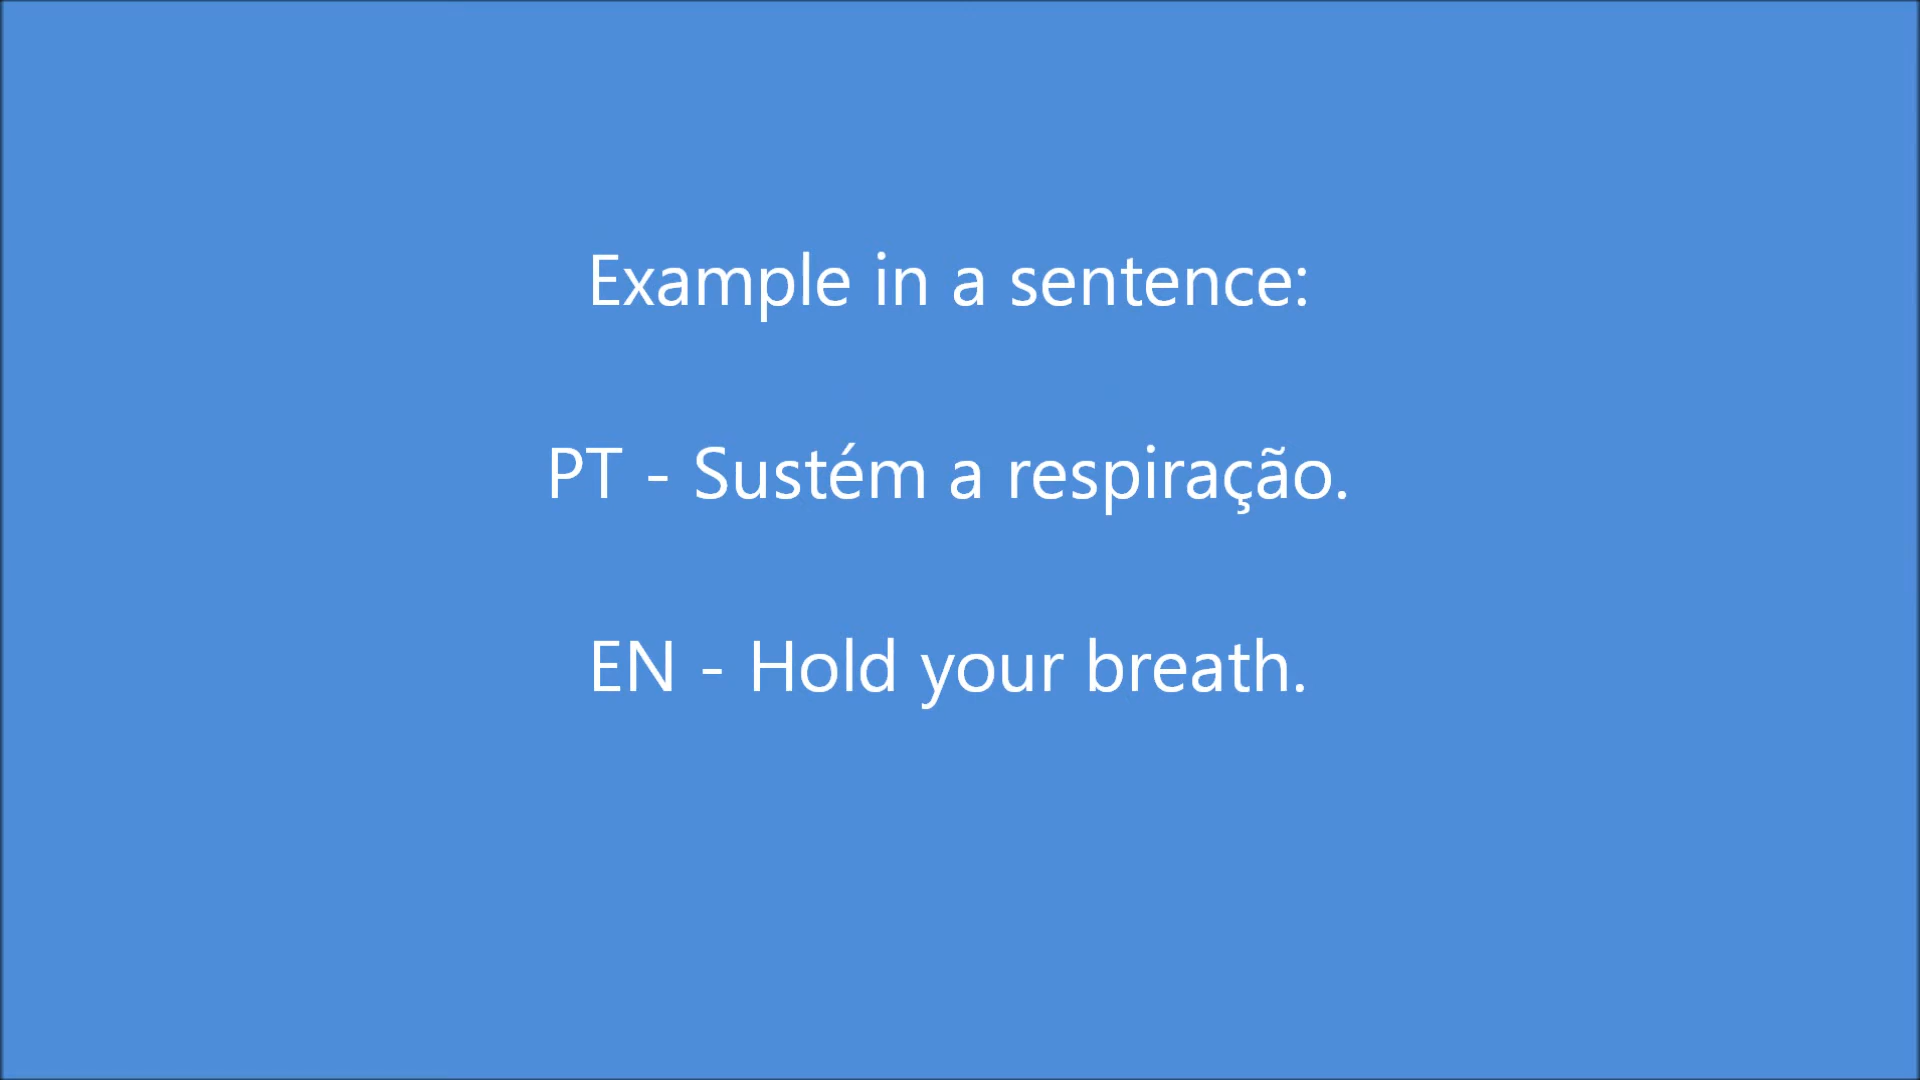 Example in a sentence:
PT - Sustém a respiração.
EN - Hold your breath.